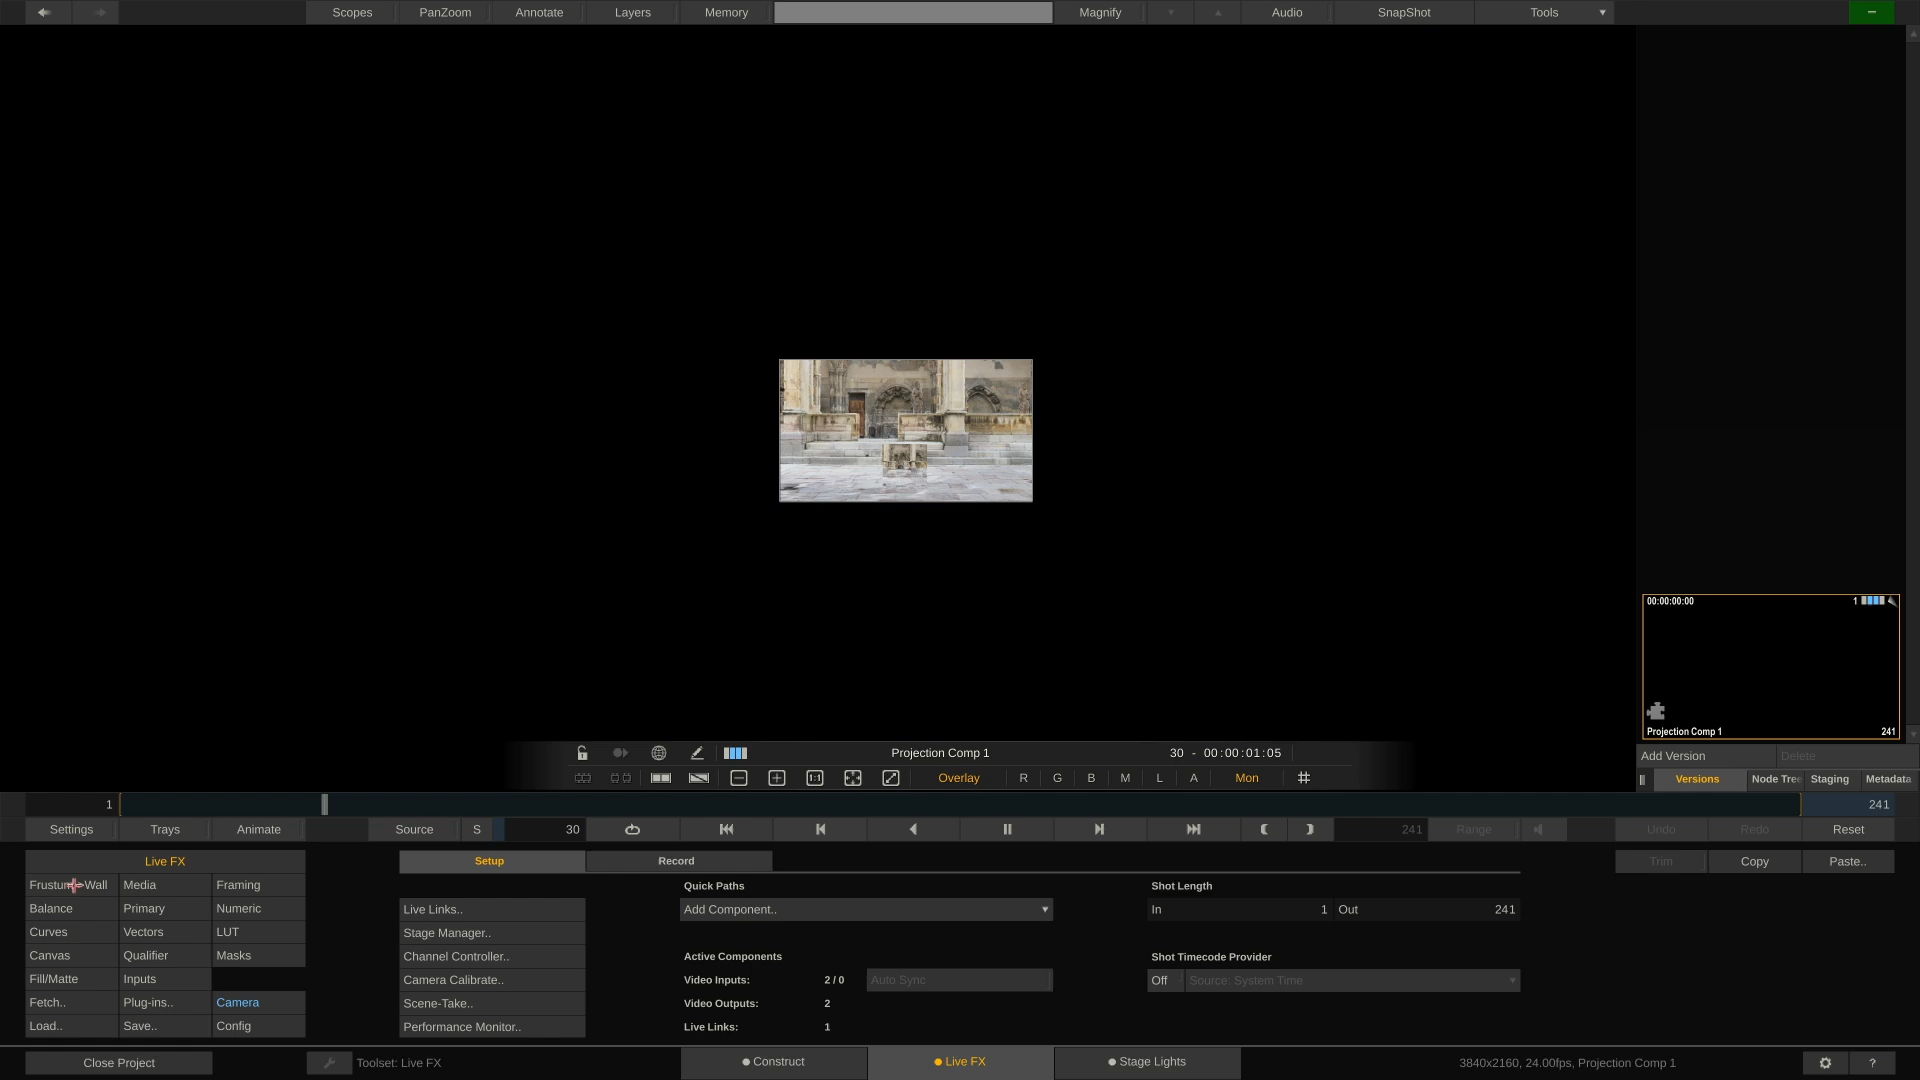 Scopes PanZoom Annotate Layers Memory Magnify Audio SnapShot Tools
00:00:00:00 1
Projection Comp 1 241
Projection Comp 1 30 - 00:00:01:05
Add Version Delete
1:1 Overlay R G B M L A Mon
Versions Node Tree Staging Metadata
1 241
Settings Trays Animate Source S 30 241 Range Undo Redo Reset
Live FX Setup Record Trim Copy Paste..
Wall Media Framing
Balance Primary Numeric
Curves Vectors LUT
Canvas Qualifier Masks
Fill/Matte Inputs
Fetch.. Plug-ins.. Camera
Load.. Save.. Config
Live Links..
Stage Manager..
Channel Controller..
Camera Calibrate..
Scene-Take..
Performance Monitor..
Quick Paths
Add Component..
Active Components
Video Inputs: 2 / 0 Auto Sync
Video Outputs: 2
Live Links: 1
Shot Length
In 1 Out 241
Shot Timecode Provider
Off Source: System Time
Close Project Toolset: Live FX Construct Live FX Stage Lights 3840x2160, 24.00fps, Projection Comp 1 ?